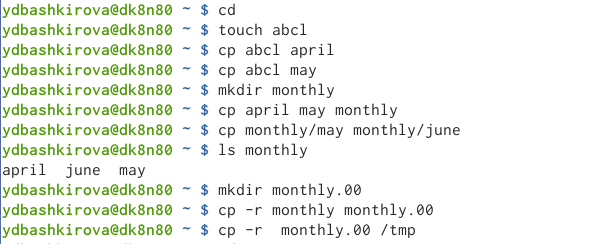 ydbashkirova@dk8n80 ~ $ cd
ydbashkirova@dk8n80 ~ $ touch abcl
ydbashkirova@dk8n80 ~ $ cp abcl april
ydbashkirova@dk8n80 ~ $ cp abcl may
ydbashkirova@dk8n80 ~ $ mkdir monthly
ydbashkirova@dk8n80 ~ $ cp april may monthly
ydbashkirova@dk8n80 ~ $ cp monthly/may monthly/june
ydbashkirova@dk8n80 ~ $ ls monthly
april  june  may
ydbashkirova@dk8n80 ~ $ mkdir monthly.00
ydbashkirova@dk8n80 ~ $ cp -r monthly monthly.00
ydbashkirova@dk8n80 ~ $ cp -r  monthly.00 /tmp